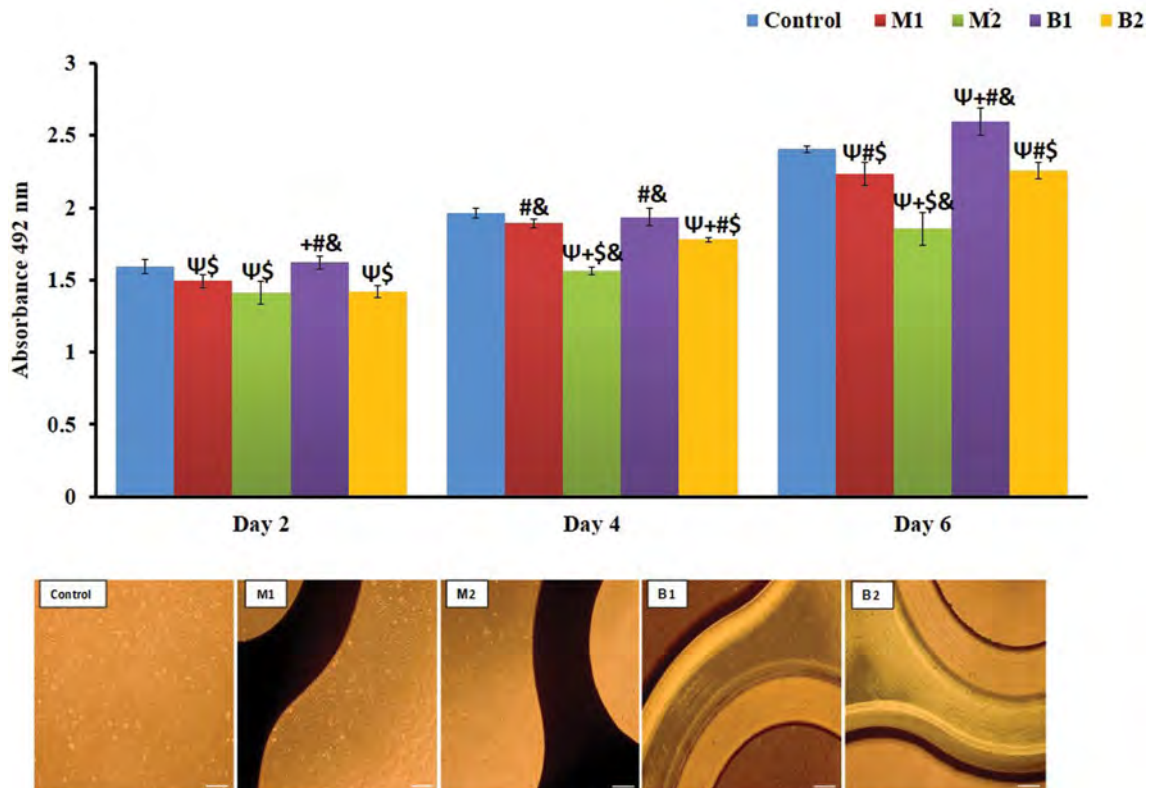 Control M1 M2 B1 B2
Absorbance 492 nm
3
2.5
2
1.5
1
0.5
0
Ψ$ Ψ$ +#& Ψ$
#& Ψ+$& #& Ψ+#$
Ψ#$ Ψ+$& Ψ+#& Ψ#$
Day 2 Day 4 Day 6
Control M1 M2 B1 B2